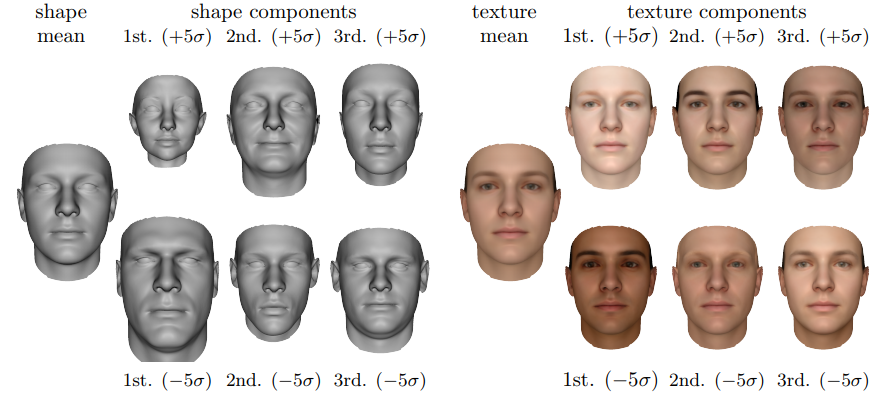 shape shape components texture texture components
mean 1st. (+5σ) 2nd. (+5σ) 3rd. (+5σ) mean 1st. (+5σ) 2nd. (+5σ) 3rd. (+5σ)
1st. (−5σ) 2nd. (−5σ) 3rd. (−5σ) 1st. (−5σ) 2nd. (−5σ) 3rd. (−5σ)